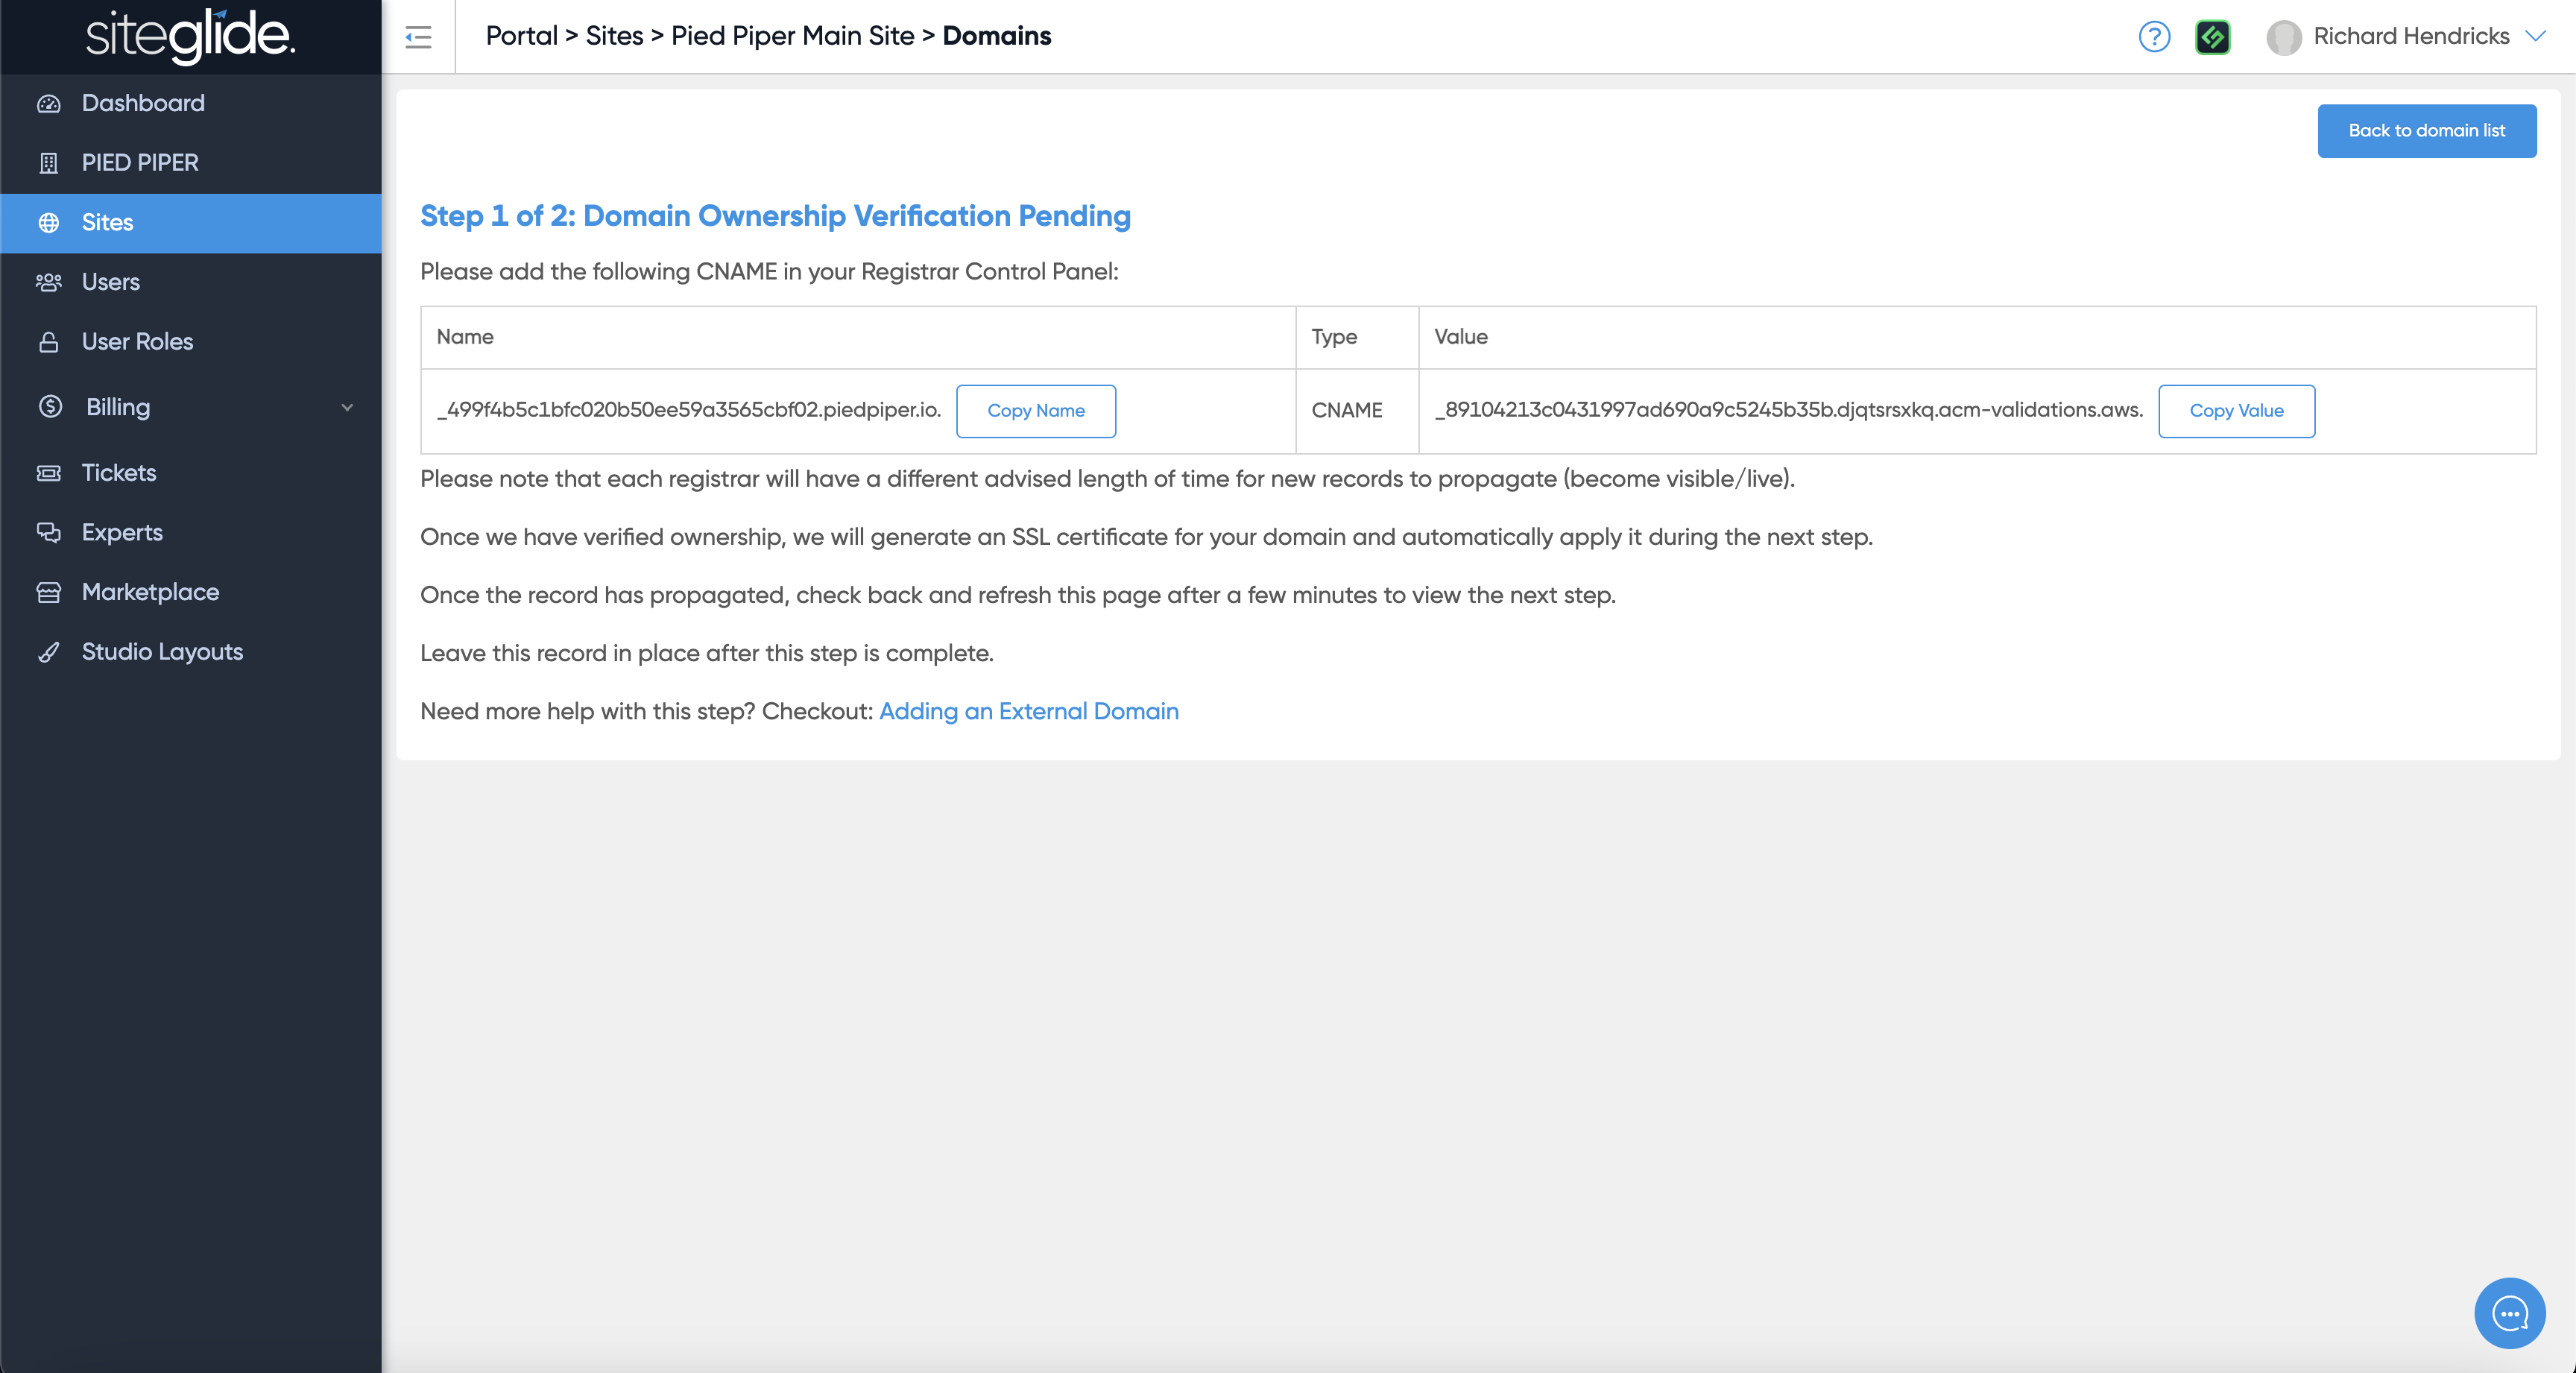 siteglide.
Portal > Sites > Pied Piper Main Site > Domains
? Richard Hendricks
Dashboard
PIED PIPER
Sites
Users
User Roles
Billing
Tickets
Experts
Marketplace
Studio Layouts
Back to domain list
Step 1 of 2: Domain Ownership Verification Pending
Please add the following CNAME in your Registrar Control Panel:
Name Type Value
_499f4b5c1bfc020b50ee59a3565cbf02.piedpiper.io. Copy Name CNAME _89104213c0431997ad690a9c5245b35b.djqtsrsxkq.acm-validations.aws. Copy Value
Please note that each registrar will have a different advised length of time for new records to propagate (become visible/live).
Once we have verified ownership, we will generate an SSL certificate for your domain and automatically apply it during the next step.
Once the record has propagated, check back and refresh this page after a few minutes to view the next step.
Leave this record in place after this step is complete.
Need more help with this step? Checkout: Adding an External Domain